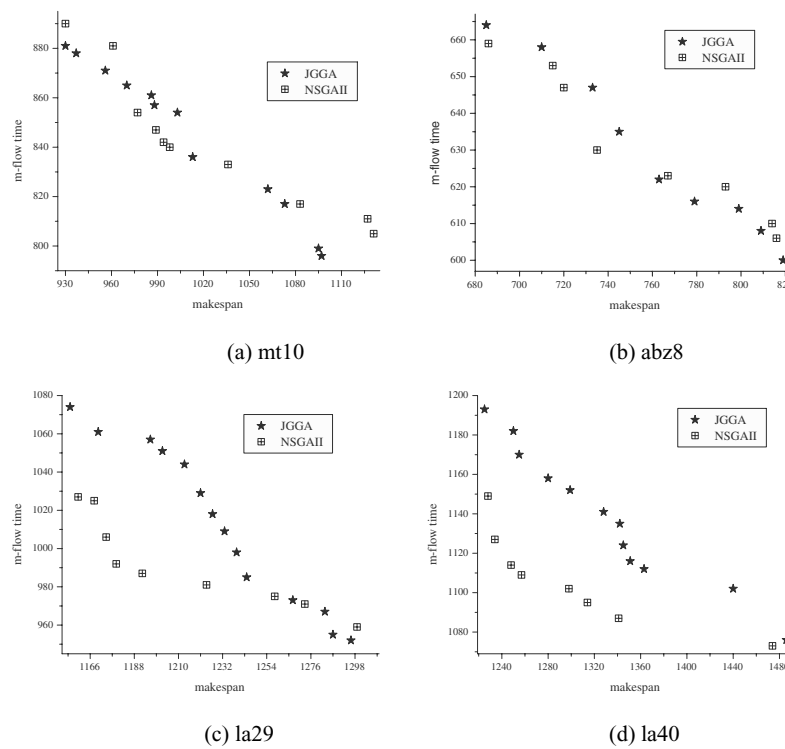 880
860
840
820
800
m-flow time
JGGA
NSGAII
930 960 990 1020 1050 1080 1110
makespan
(a) mt10
660
650
640
630
620
610
600
m-flow time
JGGA
NSGAII
680 700 720 740 760 780 800 82
makespan
(b) abz8
1080
1060
1040
1020
1000
980
960
m-flow time
JGGA
NSGAII
1166 1188 1210 1232 1254 1276 1298
makespan
(c) la29
1200
1180
1160
1140
1120
1100
1080
m-flow time
JGGA
NSGAII
1240 1280 1320 1360 1400 1440 148
makespan
(d) la40